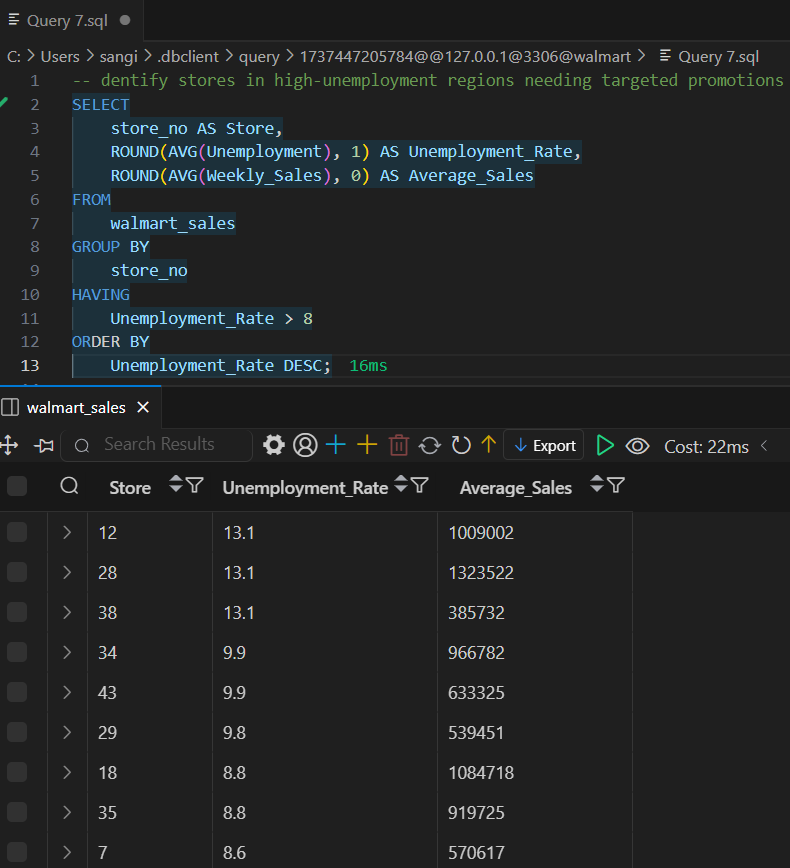 Query 7.sql
C: > Users > sangi > .dbclient > query > 1737447205784@@127.0.0.1@3306@walmart > Query 7.sql
1 -- dentify stores in high-unemployment regions needing targeted promotions
2 SELECT
3 store_no AS Store,
4 ROUND(AVG(Unemployment), 1) AS Unemployment_Rate,
5 ROUND(AVG(Weekly_Sales), 0) AS Average_Sales
6 FROM
7 walmart_sales
8 GROUP BY
9 store_no
10 HAVING
11 Unemployment_Rate > 8
12 ORDER BY
13 Unemployment_Rate DESC; 16ms
walmart_sales
Search Results Export Cost: 22ms
Store Unemployment_Rate Average_Sales
12 13.1 1009002
28 13.1 1323522
38 13.1 385732
34 9.9 966782
43 9.9 633325
29 9.8 539451
18 8.8 1084718
35 8.8 919725
7 8.6 570617